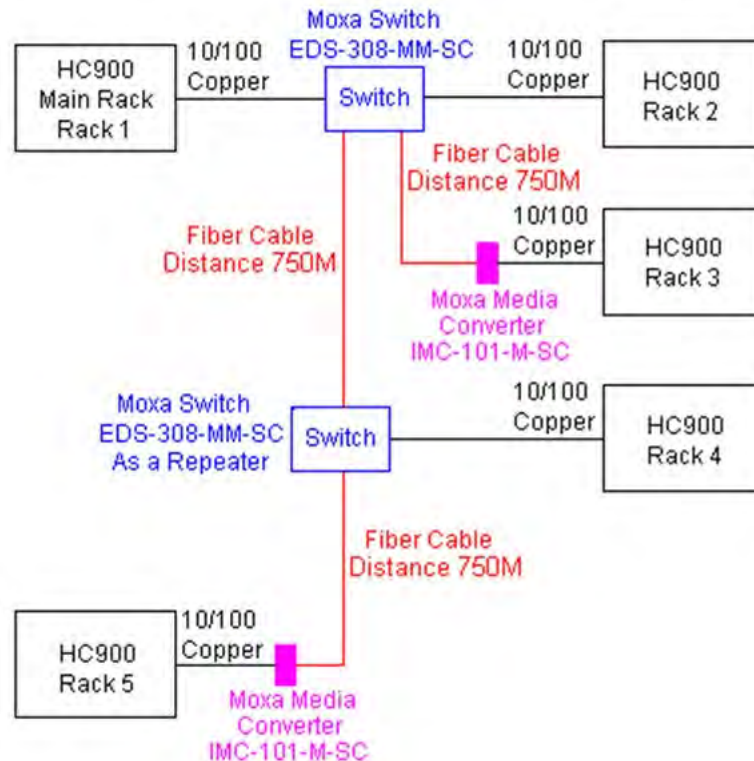 Moxa Switch
EDS-308-MM-SC
HC900
Main Rack
Rack 1
10/100
Copper
Switch
10/100
Copper
HC900
Rack 2
Fiber Cable
Distance 750M
Fiber Cable
Distance 750M
10/100
Copper
HC900
Rack 3
Moxa Media
Converter
IMC-101-M-SC
Moxa Switch
EDS-308-MM-SC
As a Repeater
Switch
10/100
Copper
HC900
Rack 4
Fiber Cable
Distance 750M
HC900
Rack 5
10/100
Copper
Moxa Media
Converter
IMC-101-M-SC